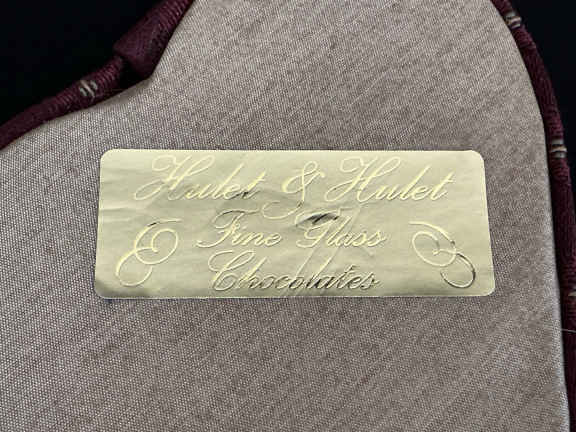 Hulet & Hulet
Fine Glass
Chocolates